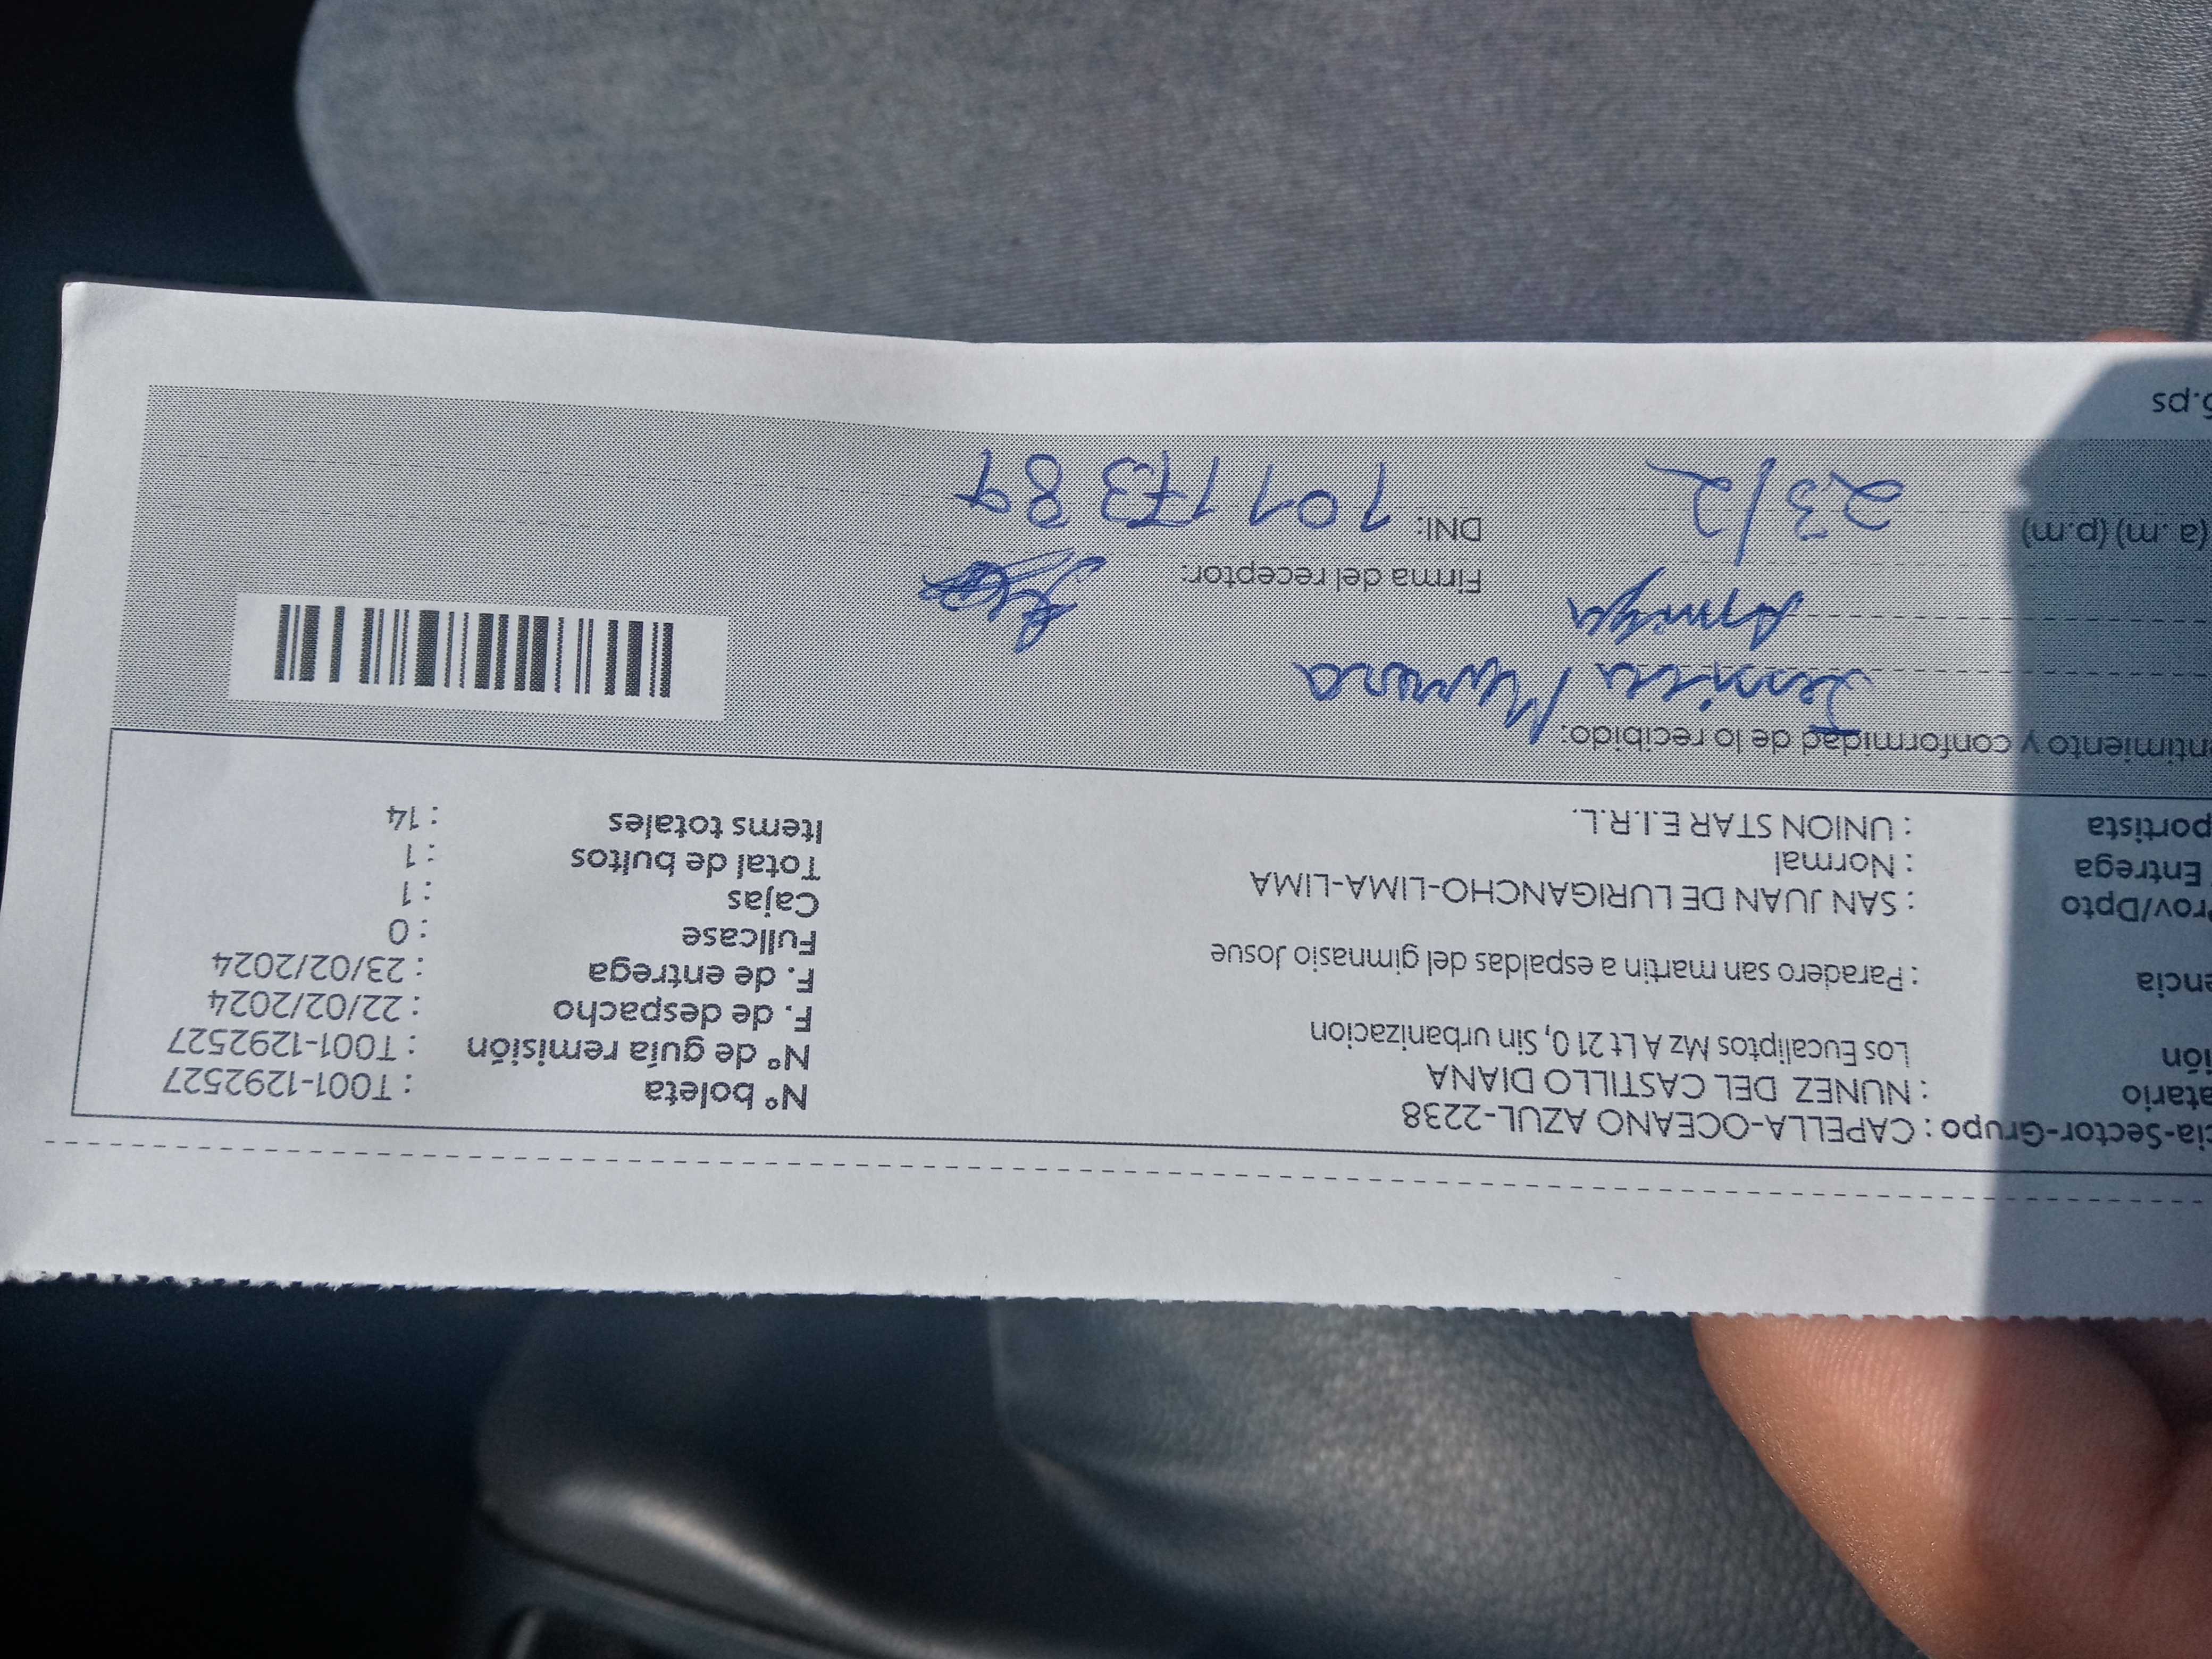 cia-Sector-Grupo : CAPELLA-OCEANO AZUL-2238
atario : NUNEZ DEL CASTILLO DIANA
ión Los Eucaliptos Mz A Lt 21 0, Sin urbanizacion
encia : Paradero san martin a espaldas del gimnasio Josue
Prov/Dpto : SAN JUAN DE LURIGANCHO-LIMA-LIMA
Entrega : Normal
portista : UNION STAR E.I.R.L.
Nº boleta : T001-1292527
Nº de guía remisión : T001-1292527
F. de despacho : 22/02/2024
F. de entrega : 23/02/2024
Fullcase : 0
Cajas : 1
Total de bultos : 1
Items totales : 14
ntimiento y conformidad de lo recibido:
Amiga
Firma del receptor:
(a .m) (p.m) 23/2
DNI: 10117389
.ps